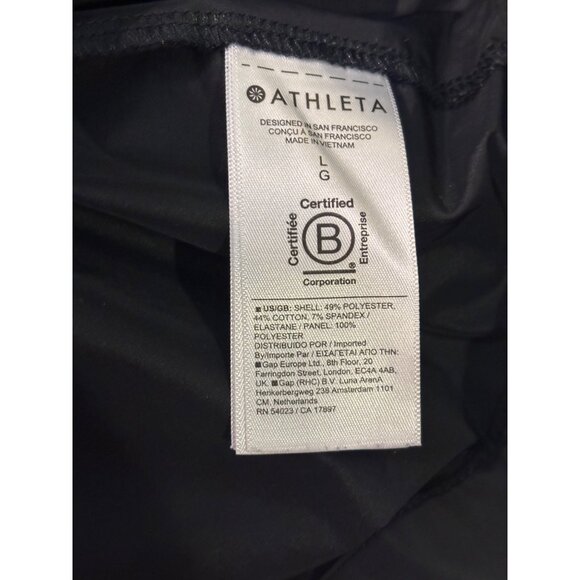 ATHLETA
DESIGNED IN SAN FRANCISCO
CONÇU À SAN FRANCISCO
MADE IN VIETNAM
L
G
Certified
Certifiée
B
Entreprise
®
Corporation
■ US/GB: SHELL: 49% POLYESTER,
44% COTTON, 7% SPANDEX /
ELASTANE / PANEL: 100%
POLYESTER
DISTRIBUIDO POR / Imported
By/Importe Par / ΕΙΣΑΓΕΤΑΙ ΑΠΟ ΤΗΝ:
■ Gap Europe Ltd., 8th Floor, 20
Farringdon Street, London, EC4A 4AB,
UK. ■ Gap (RHC) B.V. Luna ArenA
Henkerbergweg 238 Amsterdam 1101
CM, Netherlands
RN 54023 / CA 17897